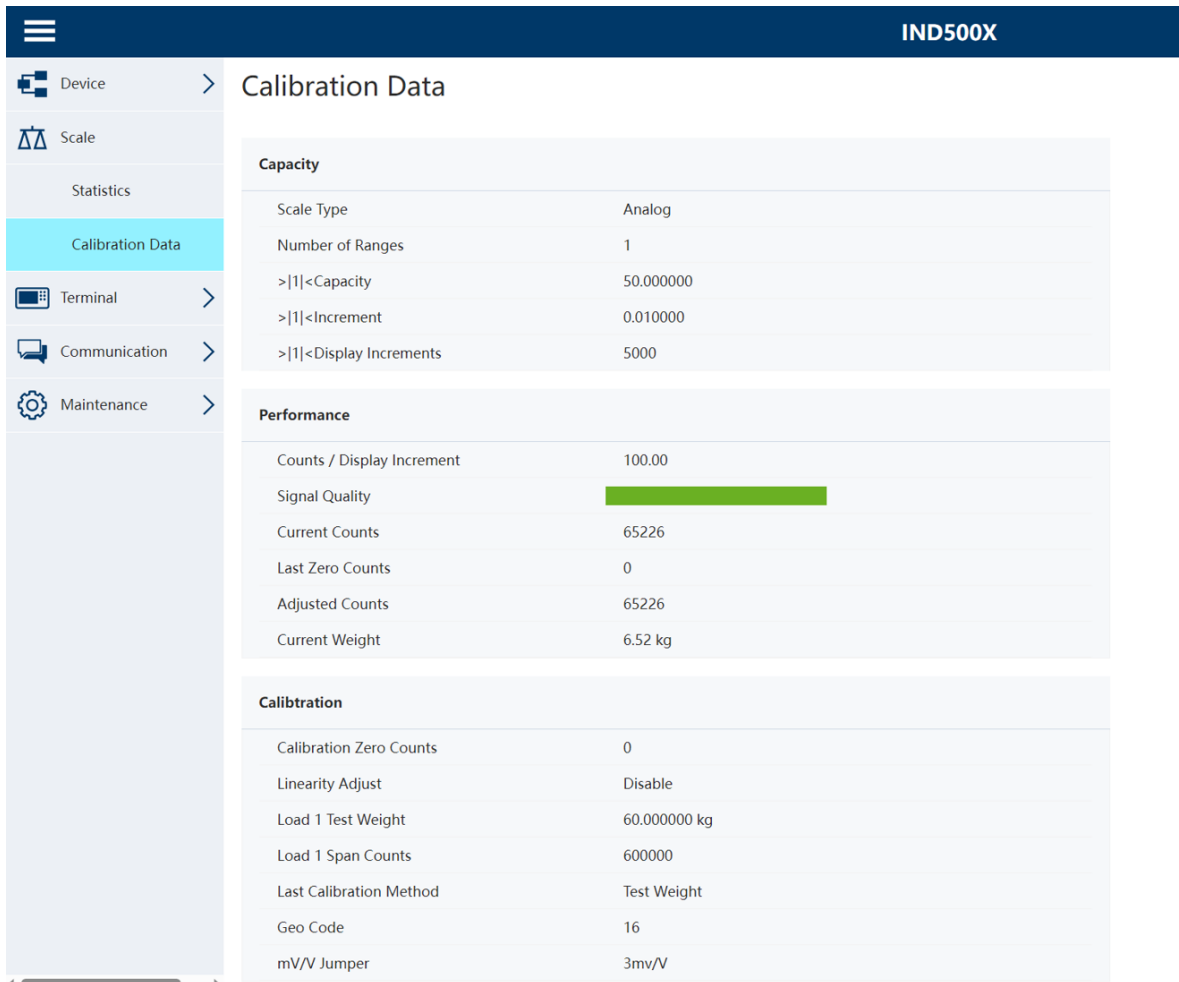 IND500X
Device
Scale
Statistics
Calibration Data
Terminal
Communication
Maintenance
Calibration Data
Capacity
Scale Type Analog
Number of Ranges 1
>|1|<Capacity 50.000000
>|1|<Increment 0.010000
>|1|<Display Increments 5000
Performance
Counts / Display Increment 100.00
Signal Quality
Current Counts 65226
Last Zero Counts 0
Adjusted Counts 65226
Current Weight 6.52 kg
Calibtration
Calibration Zero Counts 0
Linearity Adjust Disable
Load 1 Test Weight 60.000000 kg
Load 1 Span Counts 600000
Last Calibration Method Test Weight
Geo Code 16
mV/V Jumper 3mv/V